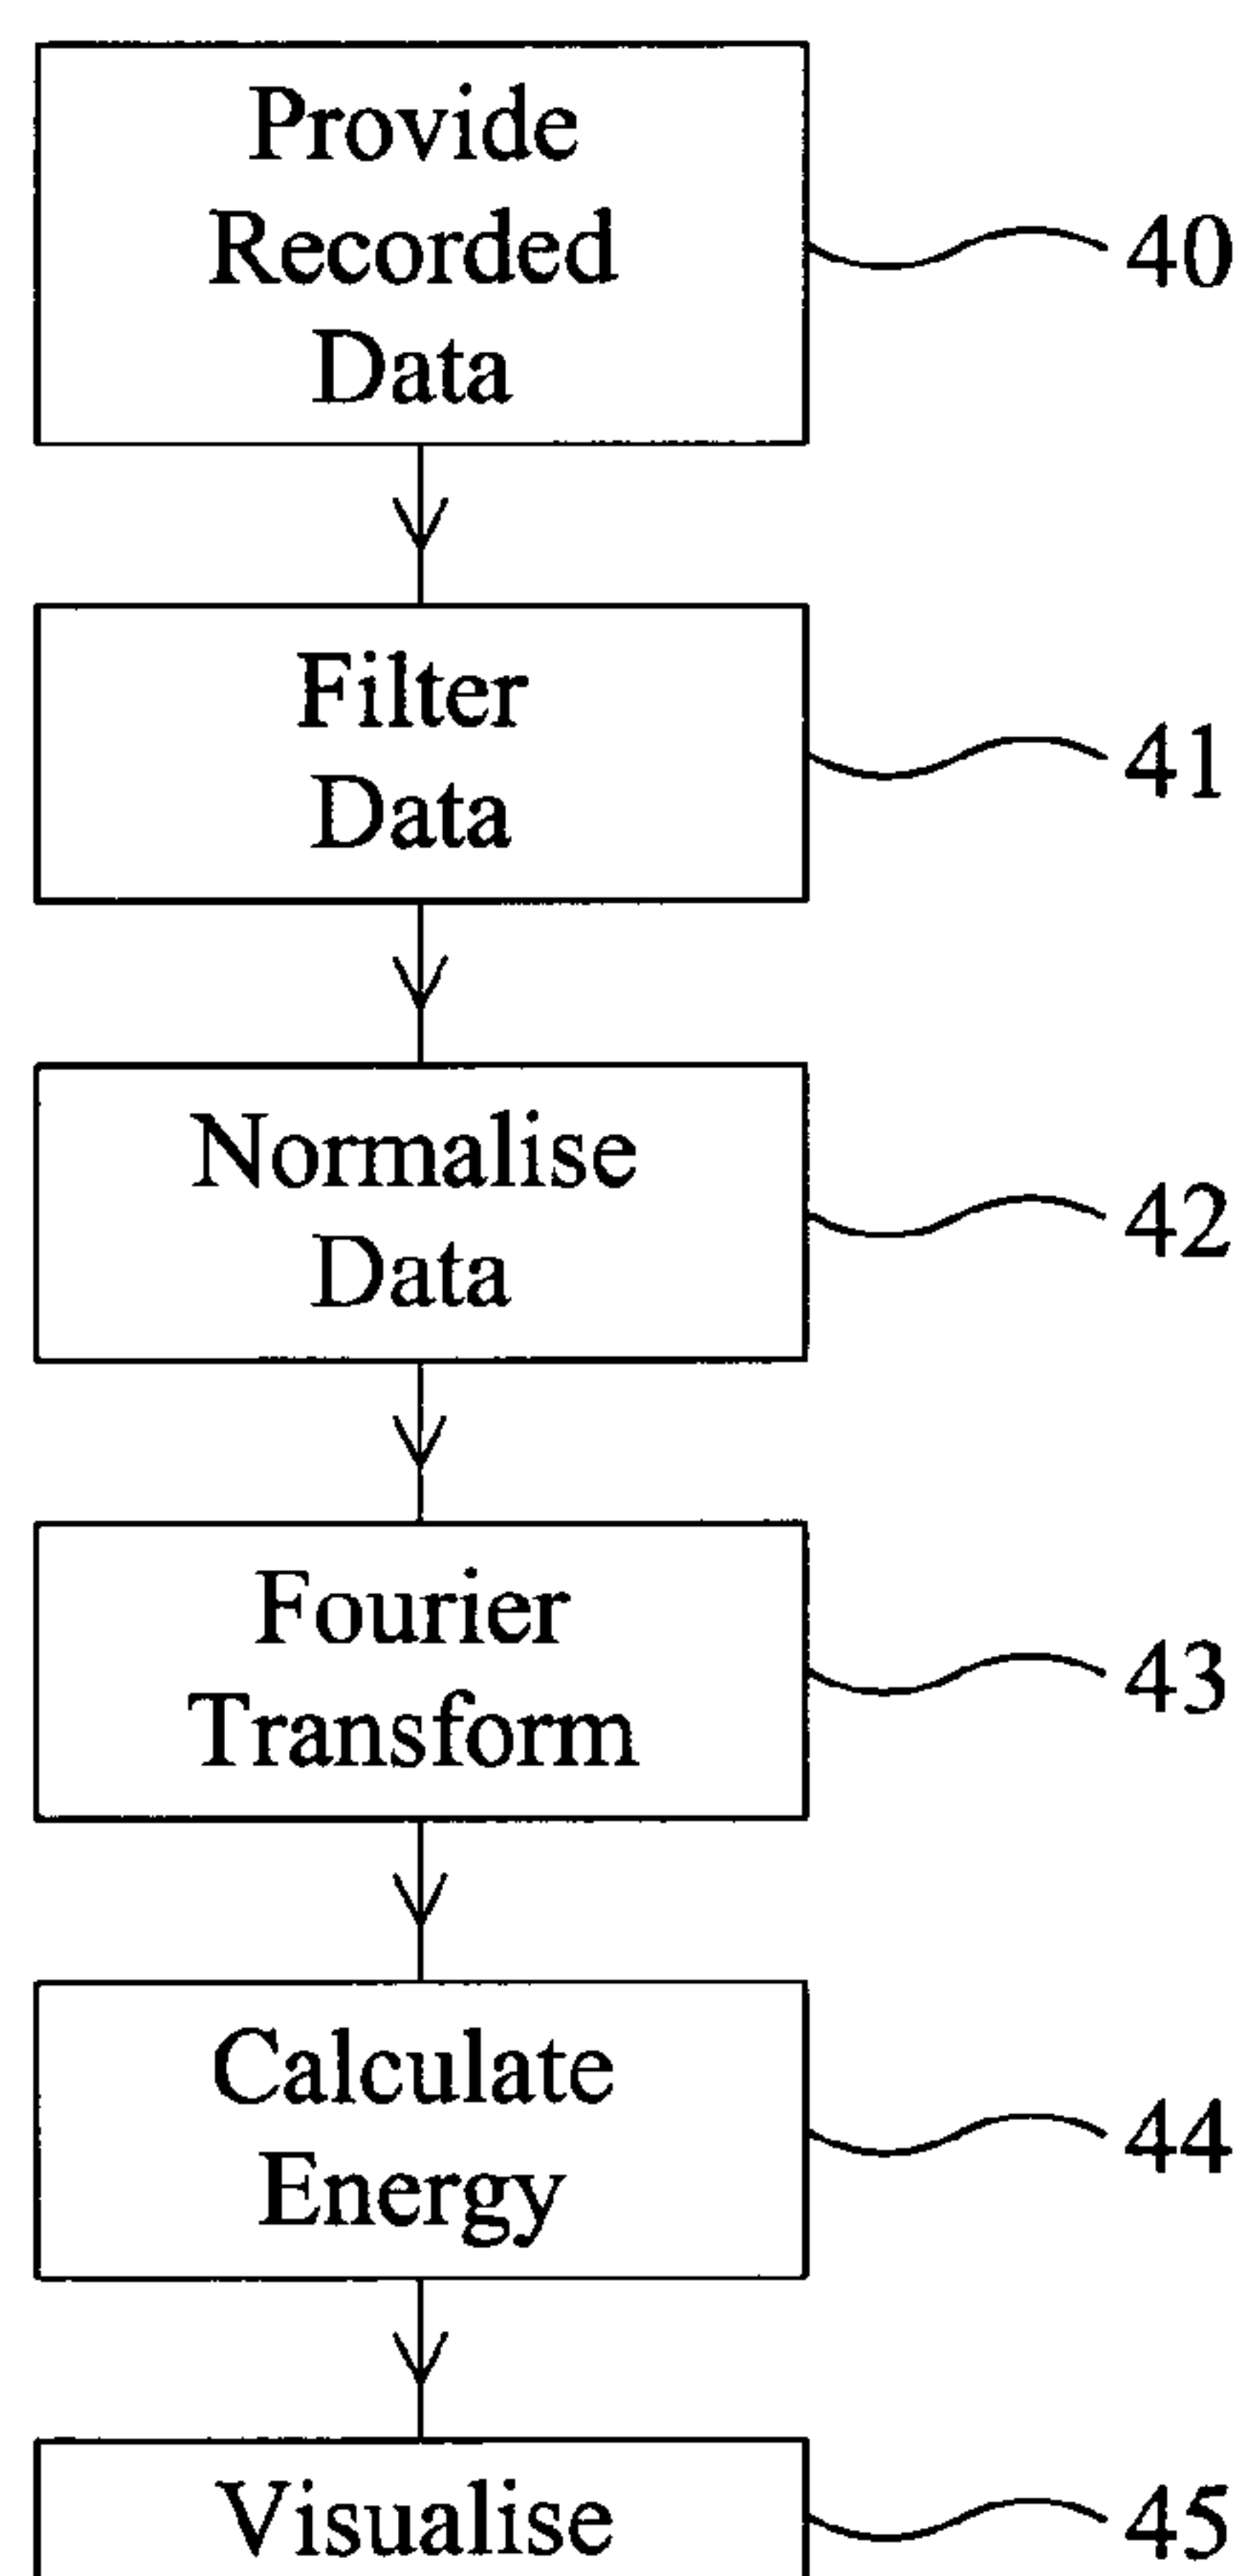 Provide
Recorded
Data
40
Filter
Data
41
Normalise
Data
42
Fourier
Transform
43
Calculate
Energy
44
Visualise
45